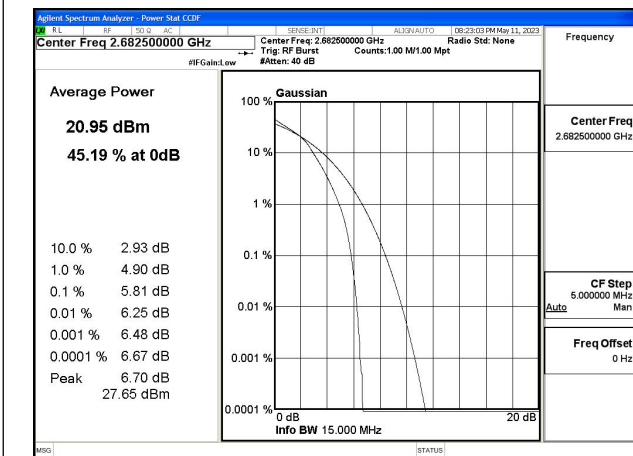 Agilent Spectrum Analyzer - Power Stat CCDF
RL RF 50 Ω AC SENSE:INT ALIGN AUTO 08:23:03 PM May 11, 2023
Center Freq 2.682500000 GHz
Center Freq: 2.682500000 GHz Radio Std: None
Trig: RF Burst Counts:1.00 M/1.00 Mpt
#IFGain:Low #Atten: 40 dB
Frequency
Average Power
20.95 dBm
45.19 % at 0dB
10.0 % 2.93 dB
1.0 % 4.90 dB
0.1 % 5.81 dB
0.01 % 6.25 dB
0.001 % 6.48 dB
0.0001 % 6.67 dB
Peak 6.70 dB
27.65 dBm
Gaussian
100 %
10 %
1 %
0.1 %
0.01 %
0.001 %
0.0001 %
0 dB 20 dB
Info BW 15.000 MHz
Center Freq
2.682500000 GHz
CF Step
5.000000 MHz
Auto Man
Freq Offset
0 Hz
MSG STATUS